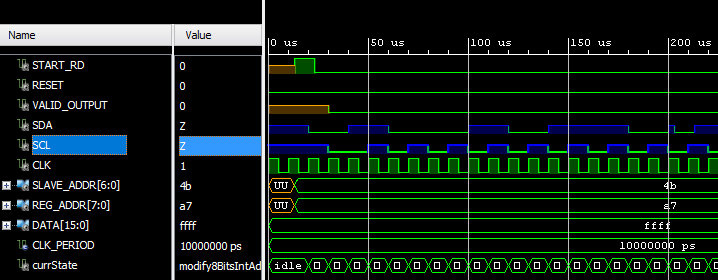 Name Value
0 us 50 us 100 us 150 us 200 us
START_RD 0
RESET 0
VALID_OUTPUT 0
SDA Z
SCL Z
CLK 1
SLAVE_ADDR[6:0] 4b UU 4b
REG_ADDR[7:0] a7 UU a7
DATA[15:0] ffff ffff
CLK_PERIOD 10000000 ps 10000000 ps
currState modify8BitsIntAd idle